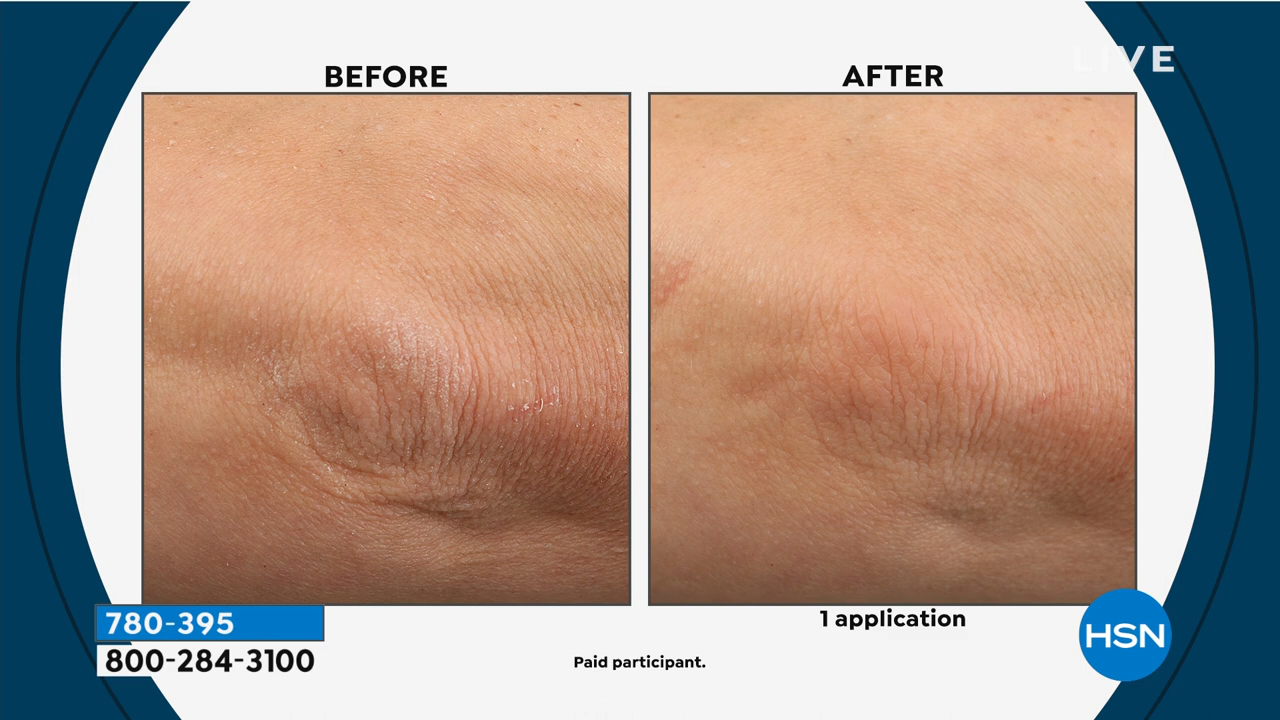 LIVE
BEFORE
AFTER
1 application
780-395
800-284-3100
Paid participant.
HSN